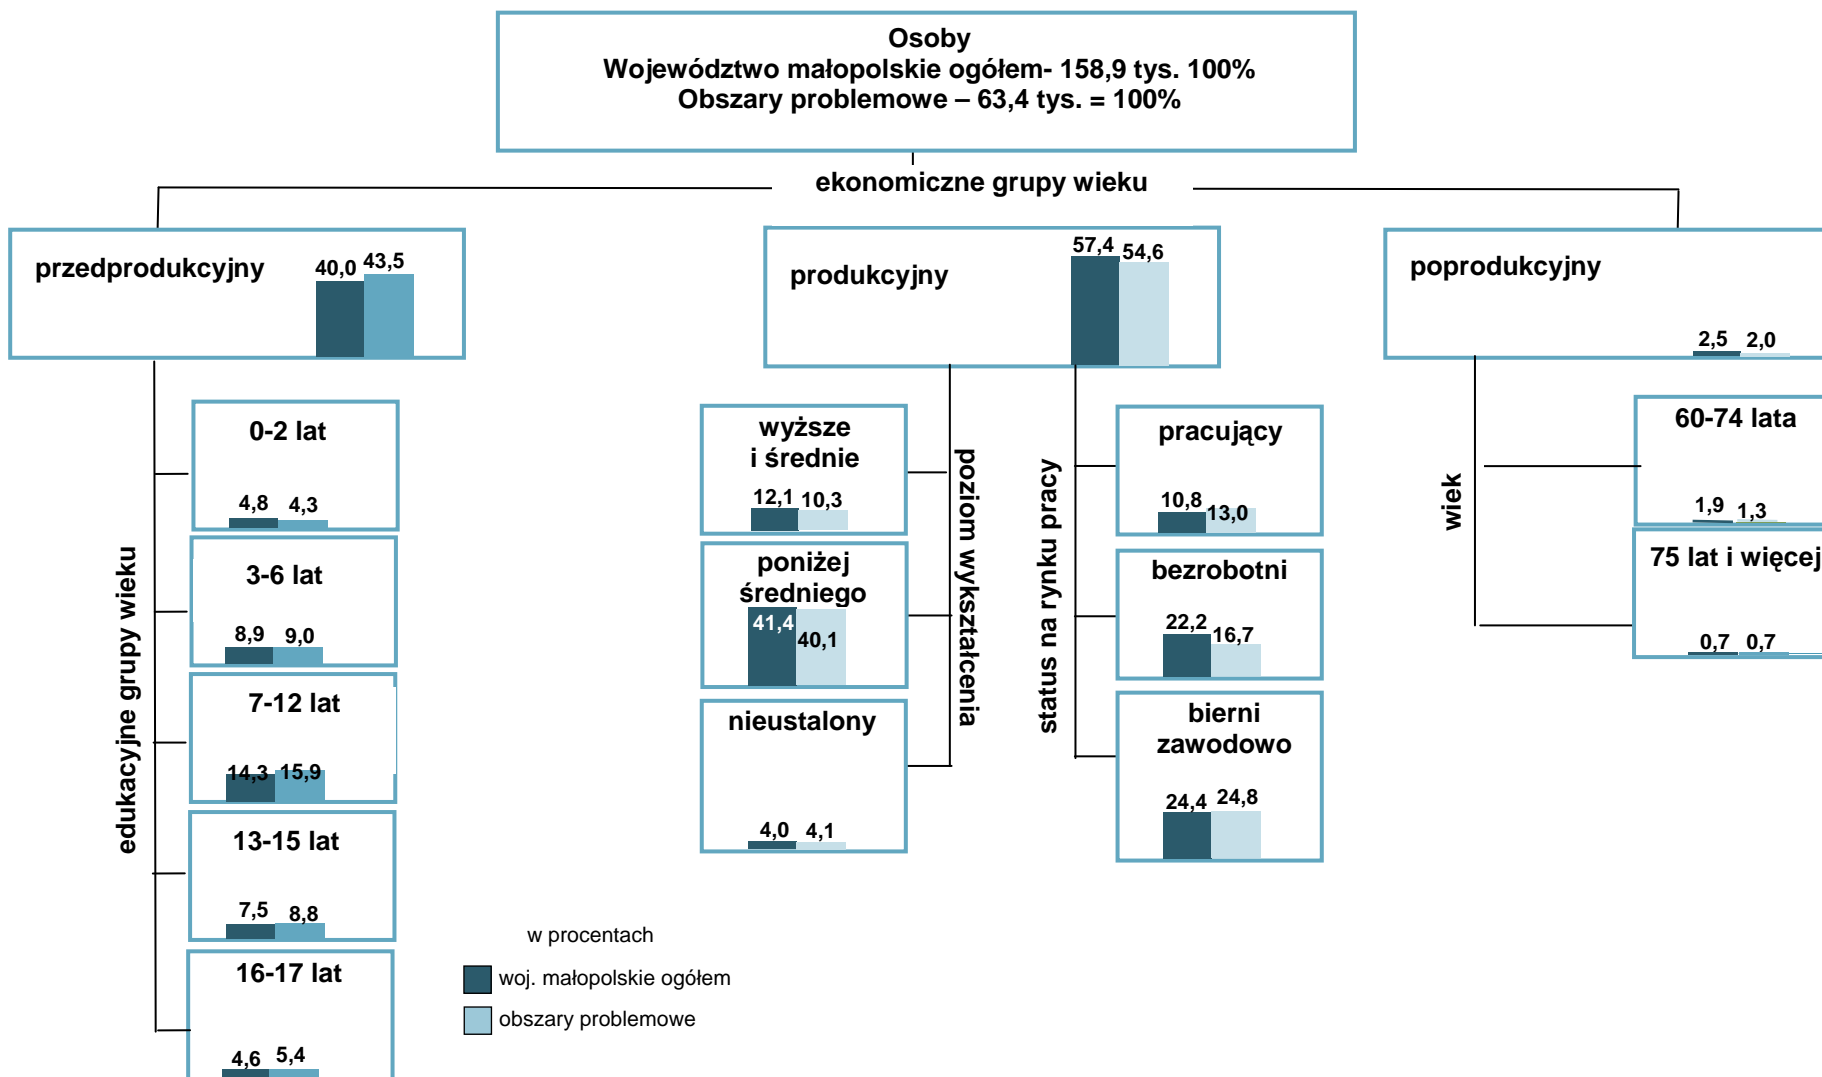 Osoby
Województwo małopolskie ogółem- 158,9 tys. 100%
Obszary problemowe – 63,4 tys. = 100%
ekonomiczne grupy wieku
przedprodukcyjny
40,0 43,5
produkcyjny
57,4 54,6
poprodukcyjny
2,5 2,0
edukacyjne grupy wieku
0-2 lat
4,8 4,3
3-6 lat
8,9 9,0
7-12 lat
14,3 15,9
13-15 lat
7,5 8,8
16-17 lat
4,6 5,4
poziom wykształcenia
wyższe
i średnie
12,1 10,3
poniżej
średniego
41,4 40,1
nieustalony
4,0 4,1
status na rynku pracy
pracujący
10,8 13,0
bezrobotni
22,2 16,7
bierni
zawodowo
24,4 24,8
wiek
60-74 lata
1,9 1,3
75 lat i więcej
0,7 0,7
w procentach
woj. małopolskie ogółem
obszary problemowe